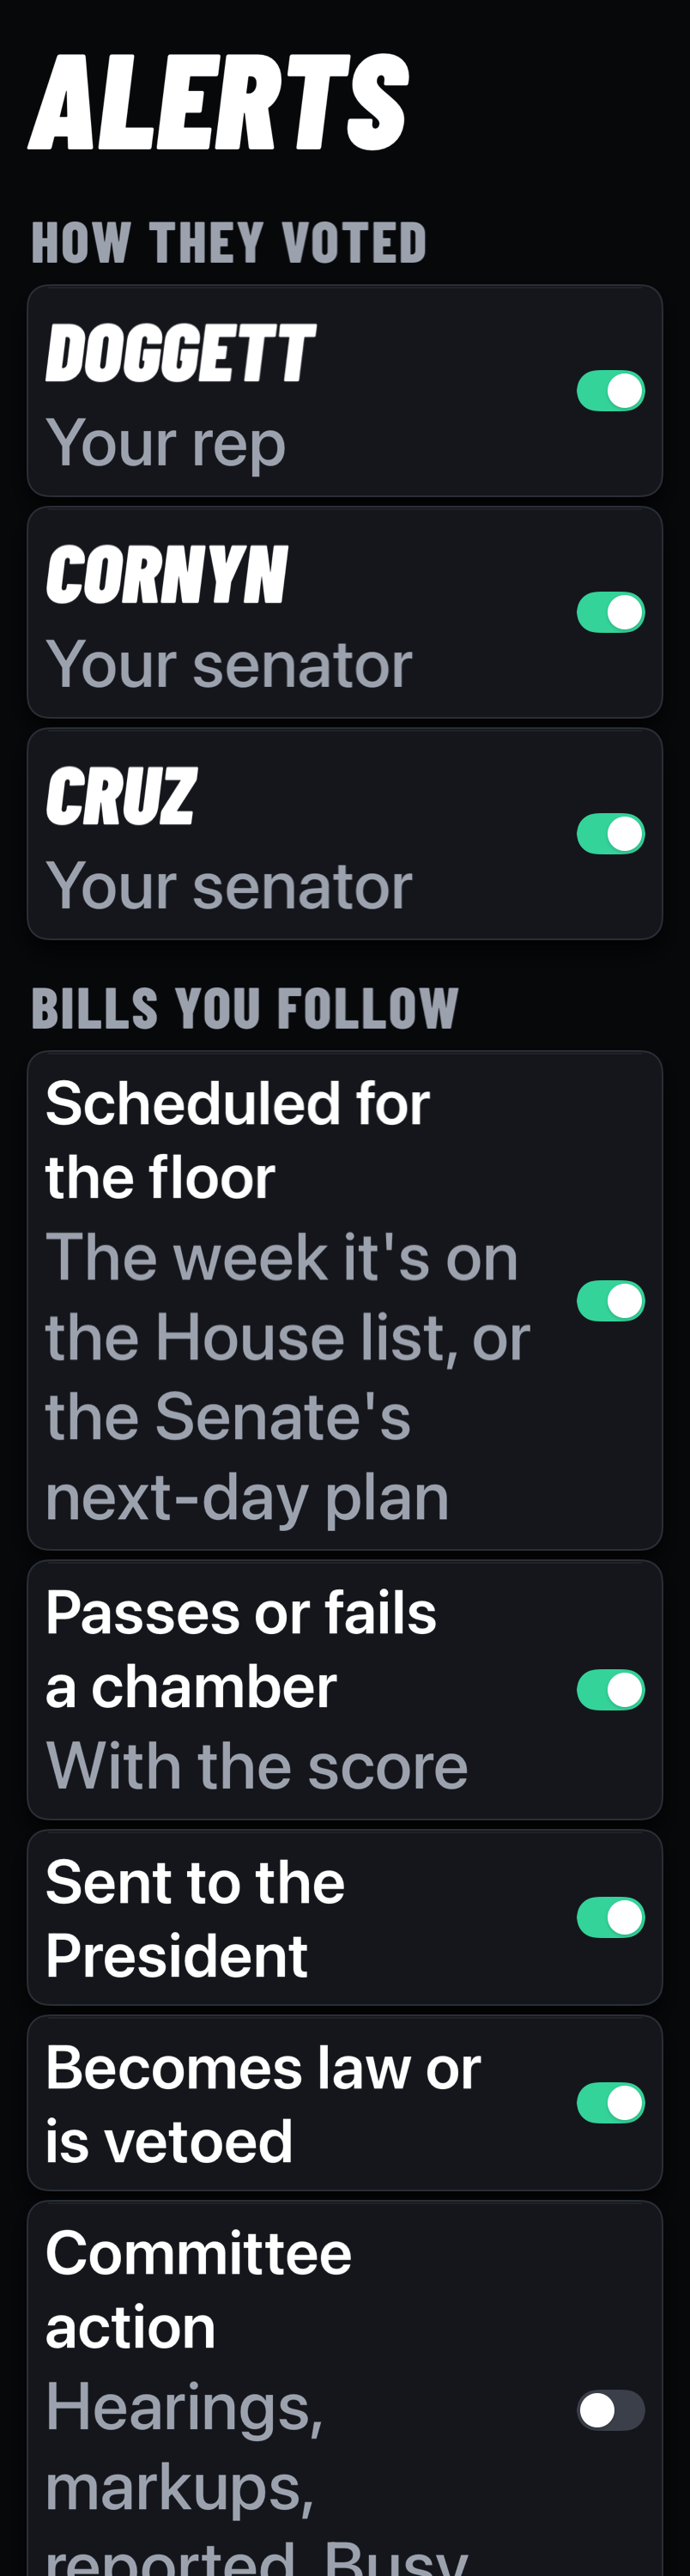 ALERTS
HOW THEY VOTED
DOGGETT
Your rep
CORNYN
Your senator
CRUZ
Your senator
BILLS YOU FOLLOW
Scheduled for
the floor
The week it's on
the House list, or
the Senate's
next-day plan
Passes or fails
a chamber
With the score
Sent to the
President
Becomes law or
is vetoed
Committee
action
Hearings,
markups,
reported. Busy